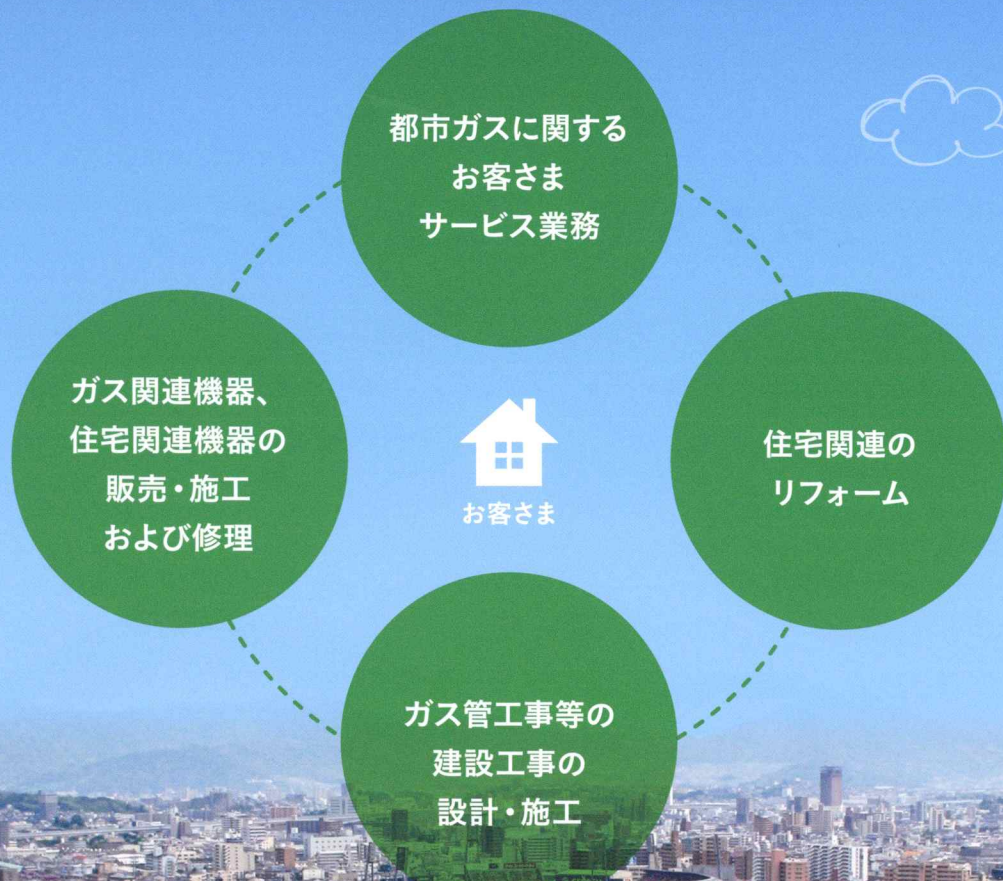 都市ガスに関する
お客さま
サービス業務
ガス関連機器、
住宅関連機器の
販売・施工
および修理
お客さま
住宅関連の
リフォーム
ガス管工事等の
建設工事の
設計・施工